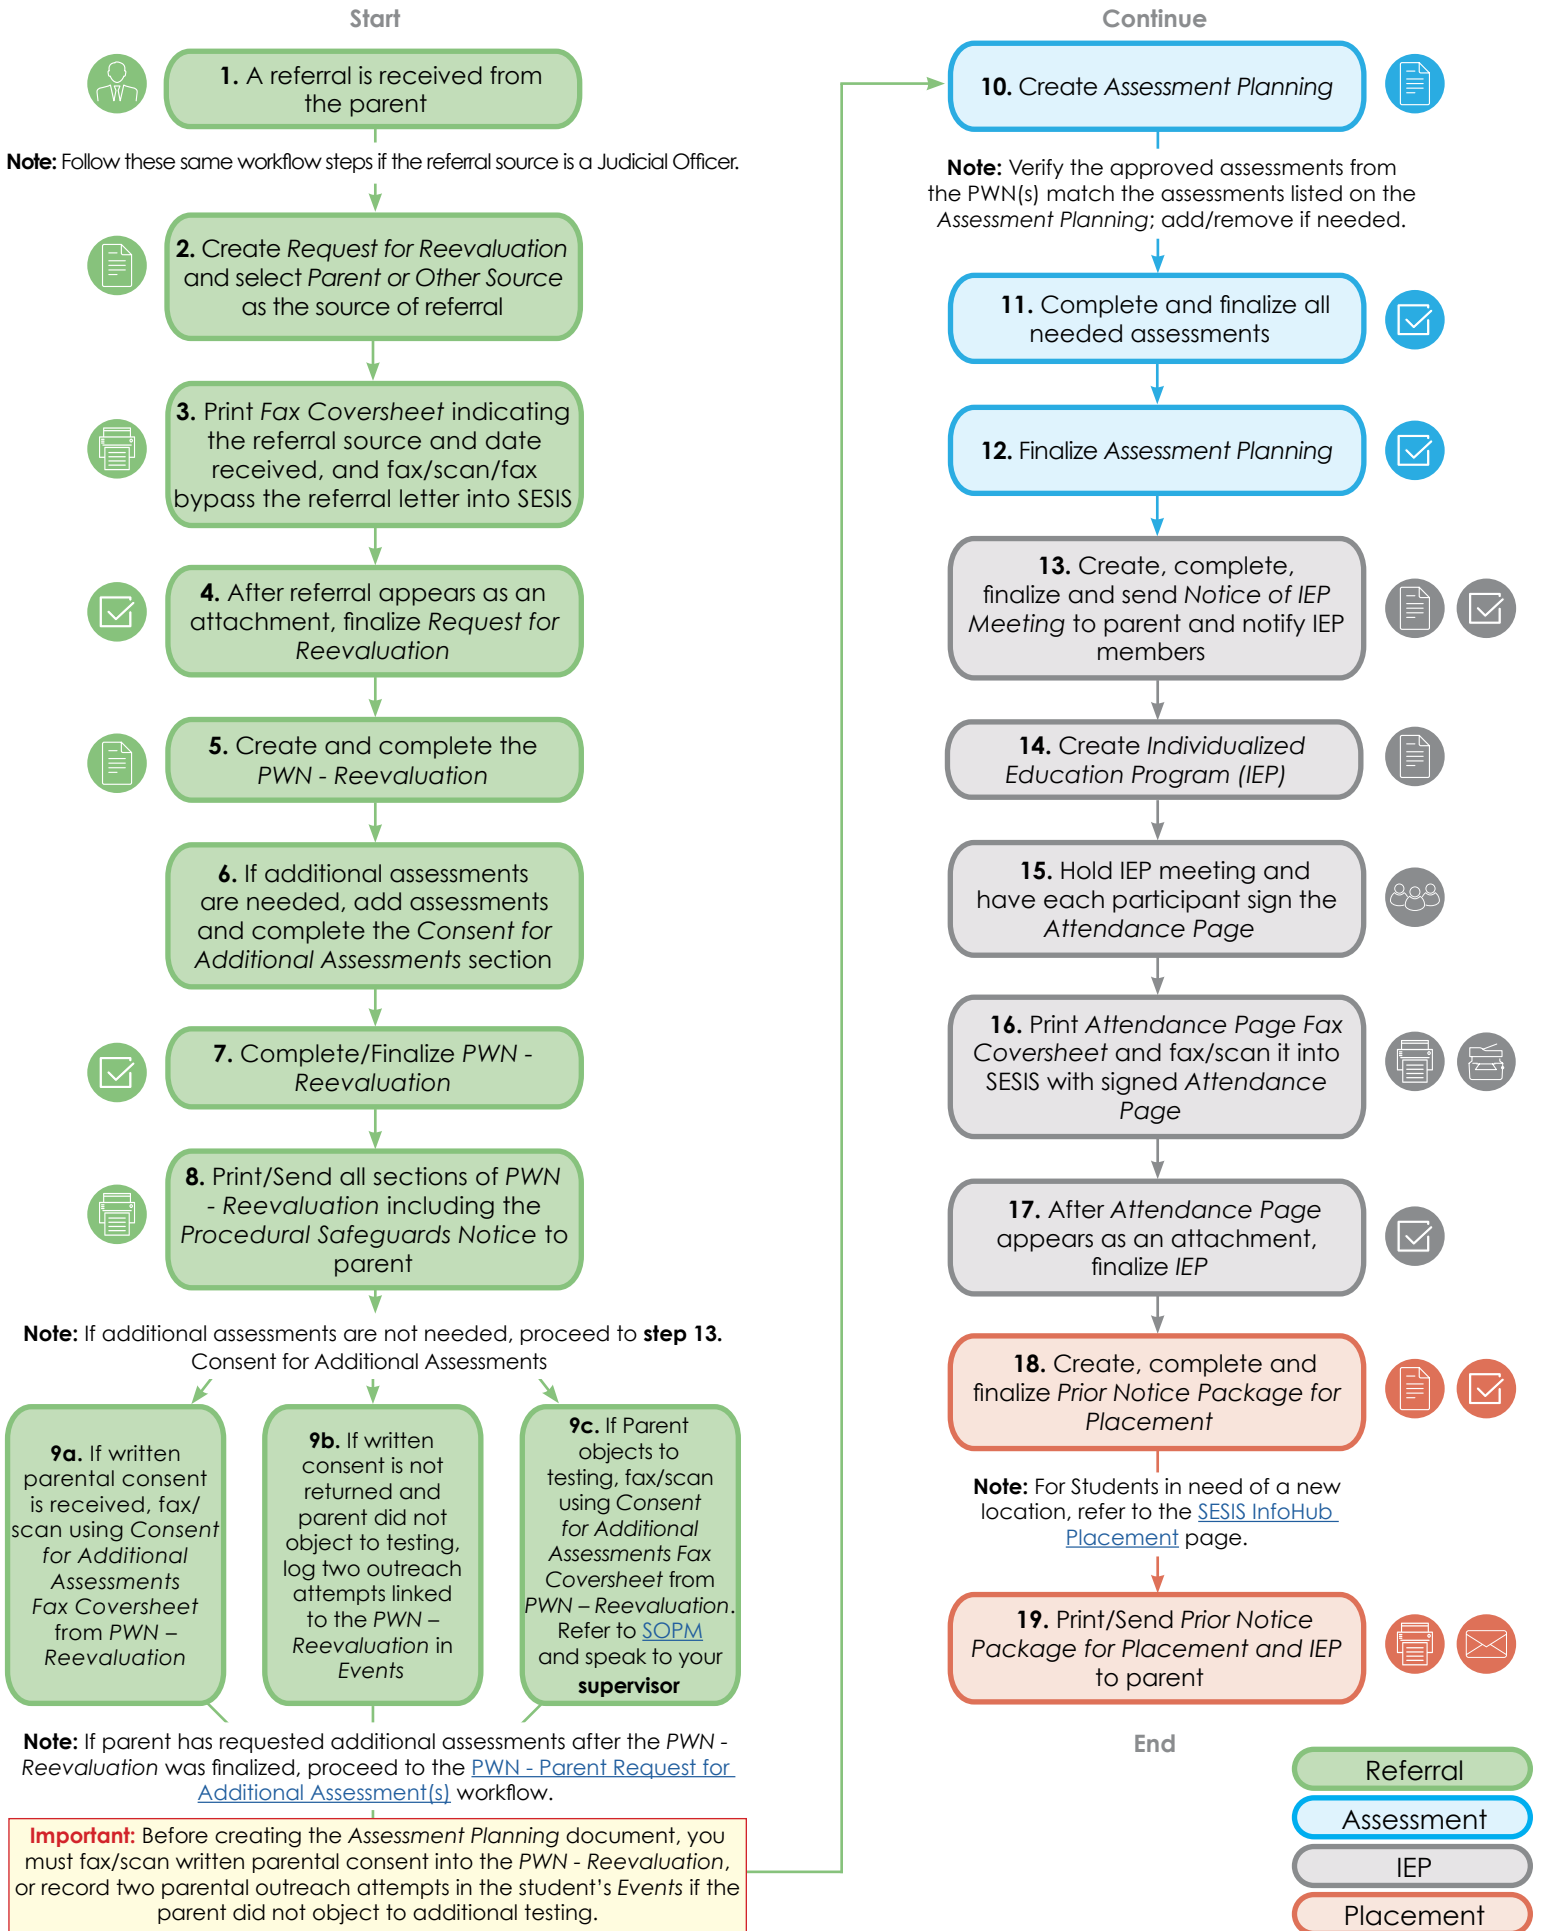 Start
1. A referral is received from
the parent
Note: Follow these same workflow steps if the referral source is a Judicial Officer.
2. Create Request for Reevaluation
and select Parent or Other Source
as the source of referral
3. Print Fax Coversheet indicating
the referral source and date
received, and fax/scan/fax
bypass the referral letter into SESIS
4. After referral appears as an
attachment, finalize Request for
Reevaluation
5. Create and complete the
PWN - Reevaluation
6. If additional assessments
are needed, add assessments
and complete the Consent for
Additional Assessments section
7. Complete/Finalize PWN -
Reevaluation
8. Print/Send all sections of PWN
- Reevaluation including the
Procedural Safeguards Notice to
parent
Note: If additional assessments are not needed, proceed to step 13.
Consent for Additional Assessments
9a. If written
parental consent
is received, fax/
scan using Consent
for Additional
Assessments
Fax Coversheet
from PWN –
Reevaluation
9b. If written
consent is not
returned and
parent did not
object to testing,
log two outreach
attempts linked
to the PWN –
Reevaluation in
Events
9c. If Parent
objects to
testing, fax/scan
using Consent
for Additional
Assessments Fax
Coversheet from
PWN – Reevaluation.
Refer to SOPM
and speak to your
supervisor
Note: If parent has requested additional assessments after the PWN -
Reevaluation was finalized, proceed to the PWN - Parent Request for
Additional Assessment(s) workflow.
Important: Before creating the Assessment Planning document, you
must fax/scan written parental consent into the PWN - Reevaluation,
or record two parental outreach attempts in the student's Events if the
parent did not object to additional testing.
Continue
10. Create Assessment Planning
Note: Verify the approved assessments from
the PWN(s) match the assessments listed on the
Assessment Planning; add/remove if needed.
11. Complete and finalize all
needed assessments
12. Finalize Assessment Planning
13. Create, complete,
finalize and send Notice of IEP
Meeting to parent and notify IEP
members
14. Create Individualized
Education Program (IEP)
15. Hold IEP meeting and
have each participant sign the
Attendance Page
16. Print Attendance Page Fax
Coversheet and fax/scan it into
SESIS with signed Attendance
Page
17. After Attendance Page
appears as an attachment,
finalize IEP
18. Create, complete and
finalize Prior Notice Package for
Placement
Note: For Students in need of a new
location, refer to the SESIS InfoHub
Placement page.
19. Print/Send Prior Notice
Package for Placement and IEP
to parent
End
Referral
Assessment
IEP
Placement